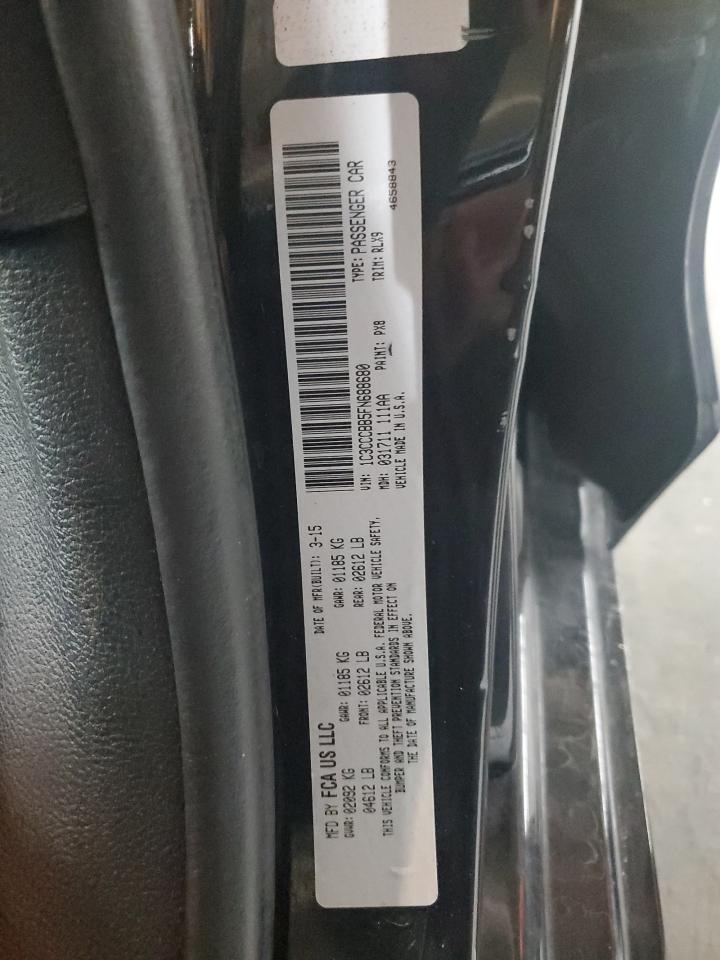 MFD BY FCA US LLC DATE OF MFR(BUILT): 3-15
GVWR: 02092 KG GAWR: 01185 KG GAWR: 01185 KG
04612 LB FRONT: 02612 LB REAR: 02612 LB
THIS VEHICLE CONFORMS TO ALL APPLICABLE U.S.A. FEDERAL MOTOR VEHICLE SAFETY,
BUMPER AND THEFT PREVENTION STANDARDS IN EFFECT ON
THE DATE OF MANUFACTURE SHOWN ABOVE.
VIN: 1C3CCCBB5FN688680 TYPE: PASSENGER CAR
MDH: 031711 111AA PAINT: PX8 TRIM: RLX9
VEHICLE MADE IN U.S.A. 4658843